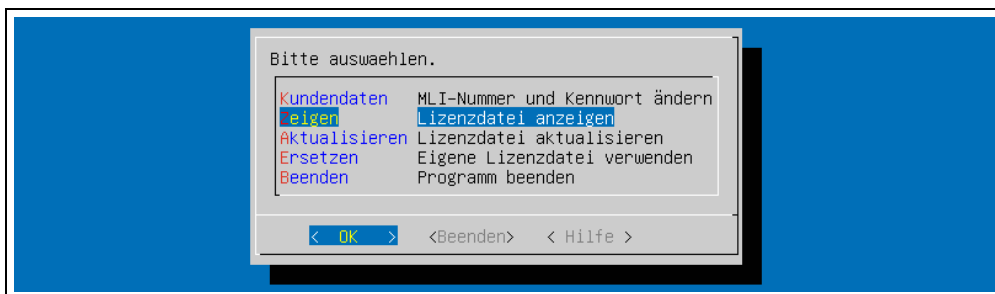 Bitte auswaehlen.
Kundendaten MLI-Nummer und Kennwort ändern
Zeigen Lizenzdatei anzeigen
Aktualisieren Lizenzdatei aktualisieren
Ersetzen Eigene Lizenzdatei verwenden
Beenden Programm beenden
< OK > <Beenden> < Hilfe >